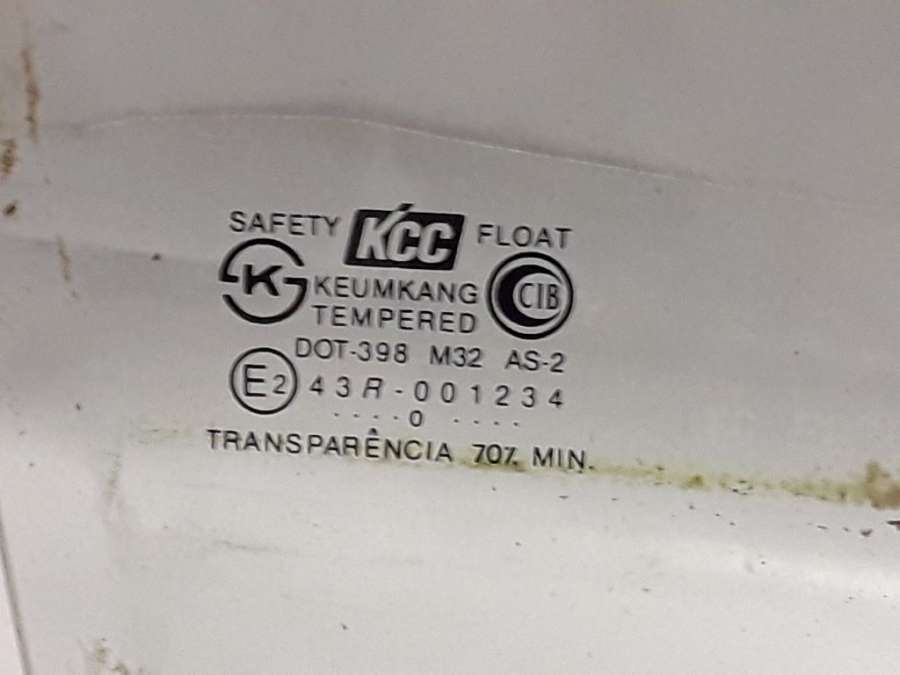 SAFETY KCC FLOAT
K KEUMKANG CIB
TEMPERED
DOT-398 M32 AS-2
E2 43R-001234
····0 ····
TRANSPARÊNCIA 70% MIN.